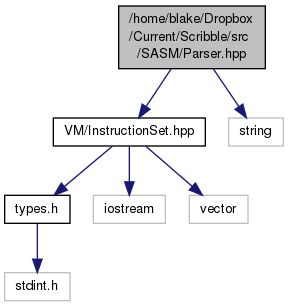 /home/blake/Dropbox
/Current/Scribble/src
/SASM/Parser.hpp
VM/InstructionSet.hpp
string
types.h
iostream
vector
stdint.h